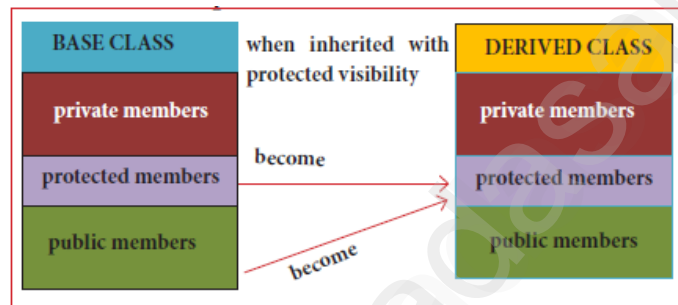 BASE CLASS
when inherited with
protected visibility
DERIVED CLASS
private members
private members
become
protected members
protected members
public members
public members
become